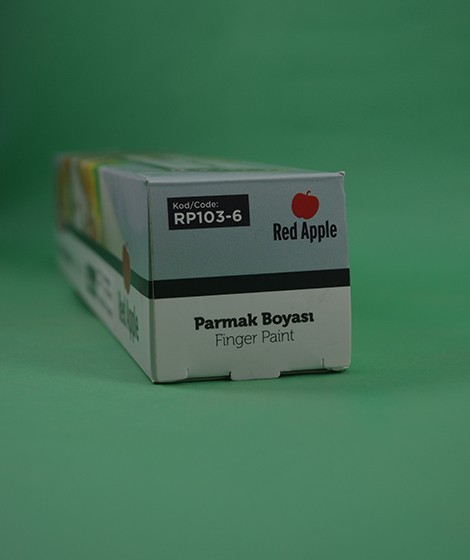 Kod/Code:
RP103-6
Red Apple
Parmak Boyası
Finger Paint
Red Apple